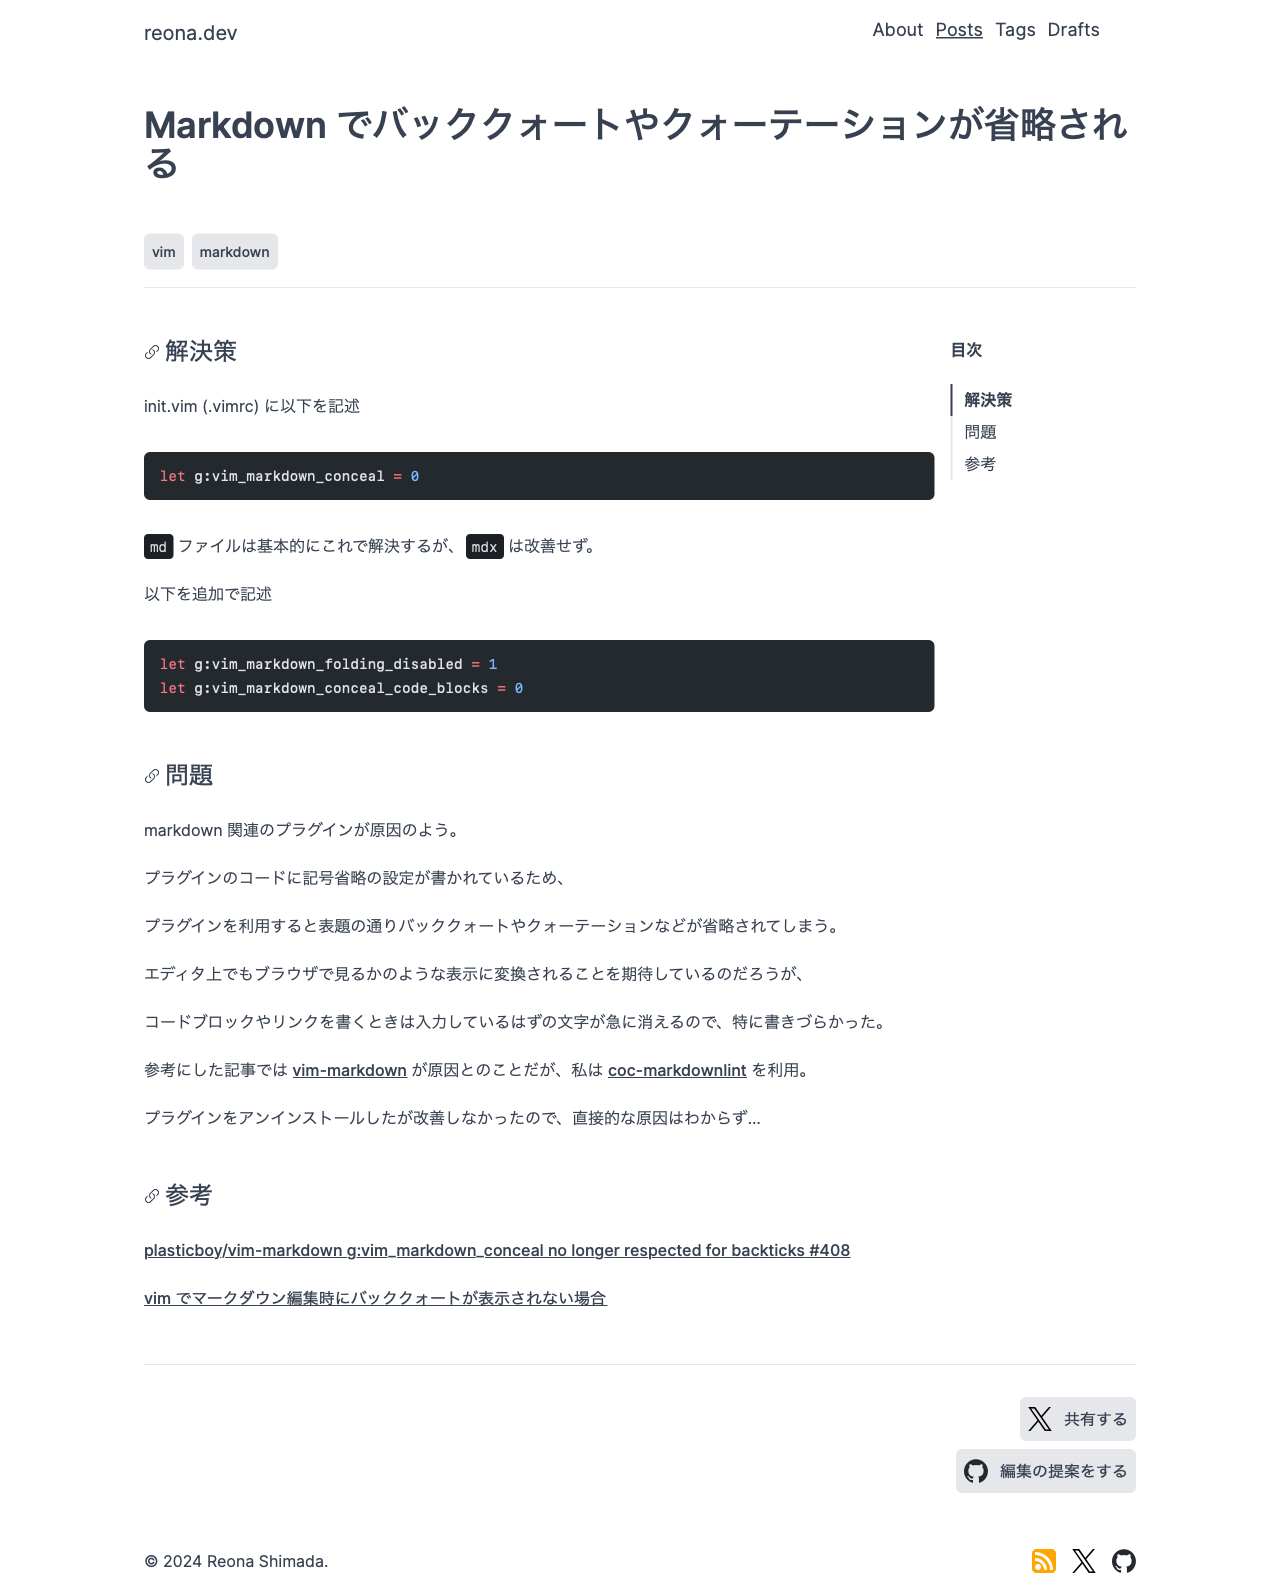 reona.dev
About Posts Tags Drafts
Markdown でバッククォートやクォーテーションが省略され
る
vim markdown
解決策
init.vim (.vimrc) に以下を記述
let g:vim_markdown_conceal = 0
md ファイルは基本的にこれで解決するが、 mdx は改善せず。
以下を追加で記述
let g:vim_markdown_folding_disabled = 1
let g:vim_markdown_conceal_code_blocks = 0
問題
markdown 関連のプラグインが原因のよう。
プラグインのコードに記号省略の設定が書かれているため、
プラグインを利用すると表題の通りバッククォートやクォーテーションなどが省略されてしまう。
エディタ上でもブラウザで見るかのような表示に変換されることを期待しているのだろうが、
コードブロックやリンクを書くときは入力しているはずの文字が急に消えるので、特に書きづらかった。
参考にした記事では vim-markdown が原因とのことだが、私は coc-markdownlint を利用。
プラグインをアンインストールしたが改善しなかったので、直接的な原因はわからず...
参考
plasticboy/vim-markdown g:vim_markdown_conceal no longer respected for backticks #408
vim でマークダウン編集時にバッククォートが表示されない場合
目次
解決策
問題
参考
共有する
編集の提案をする
© 2024 Reona Shimada.